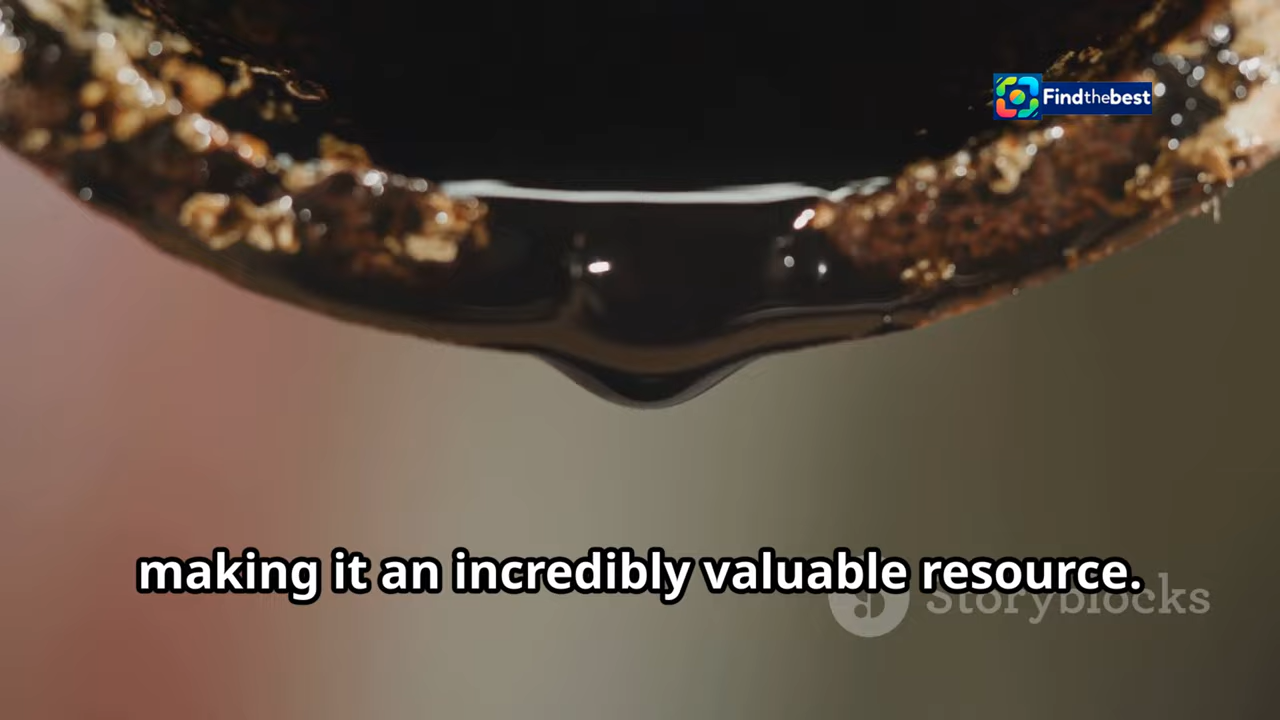 Findthebest
making it an incredibly valuable resource.
Storyblocks